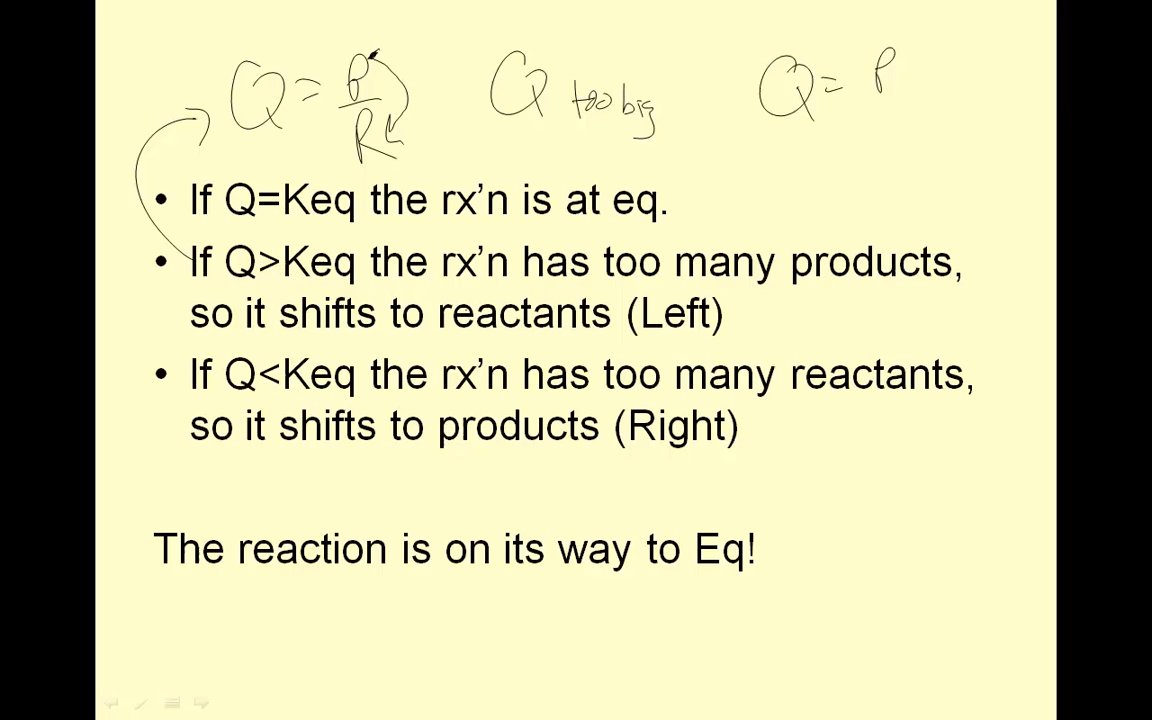 Q = P/R Q too big Q = P
• If Q=Keq the rx’n is at eq.
• If Q>Keq the rx’n has too many products,
so it shifts to reactants (Left)
• If Q<Keq the rx’n has too many reactants,
so it shifts to products (Right)
The reaction is on its way to Eq!